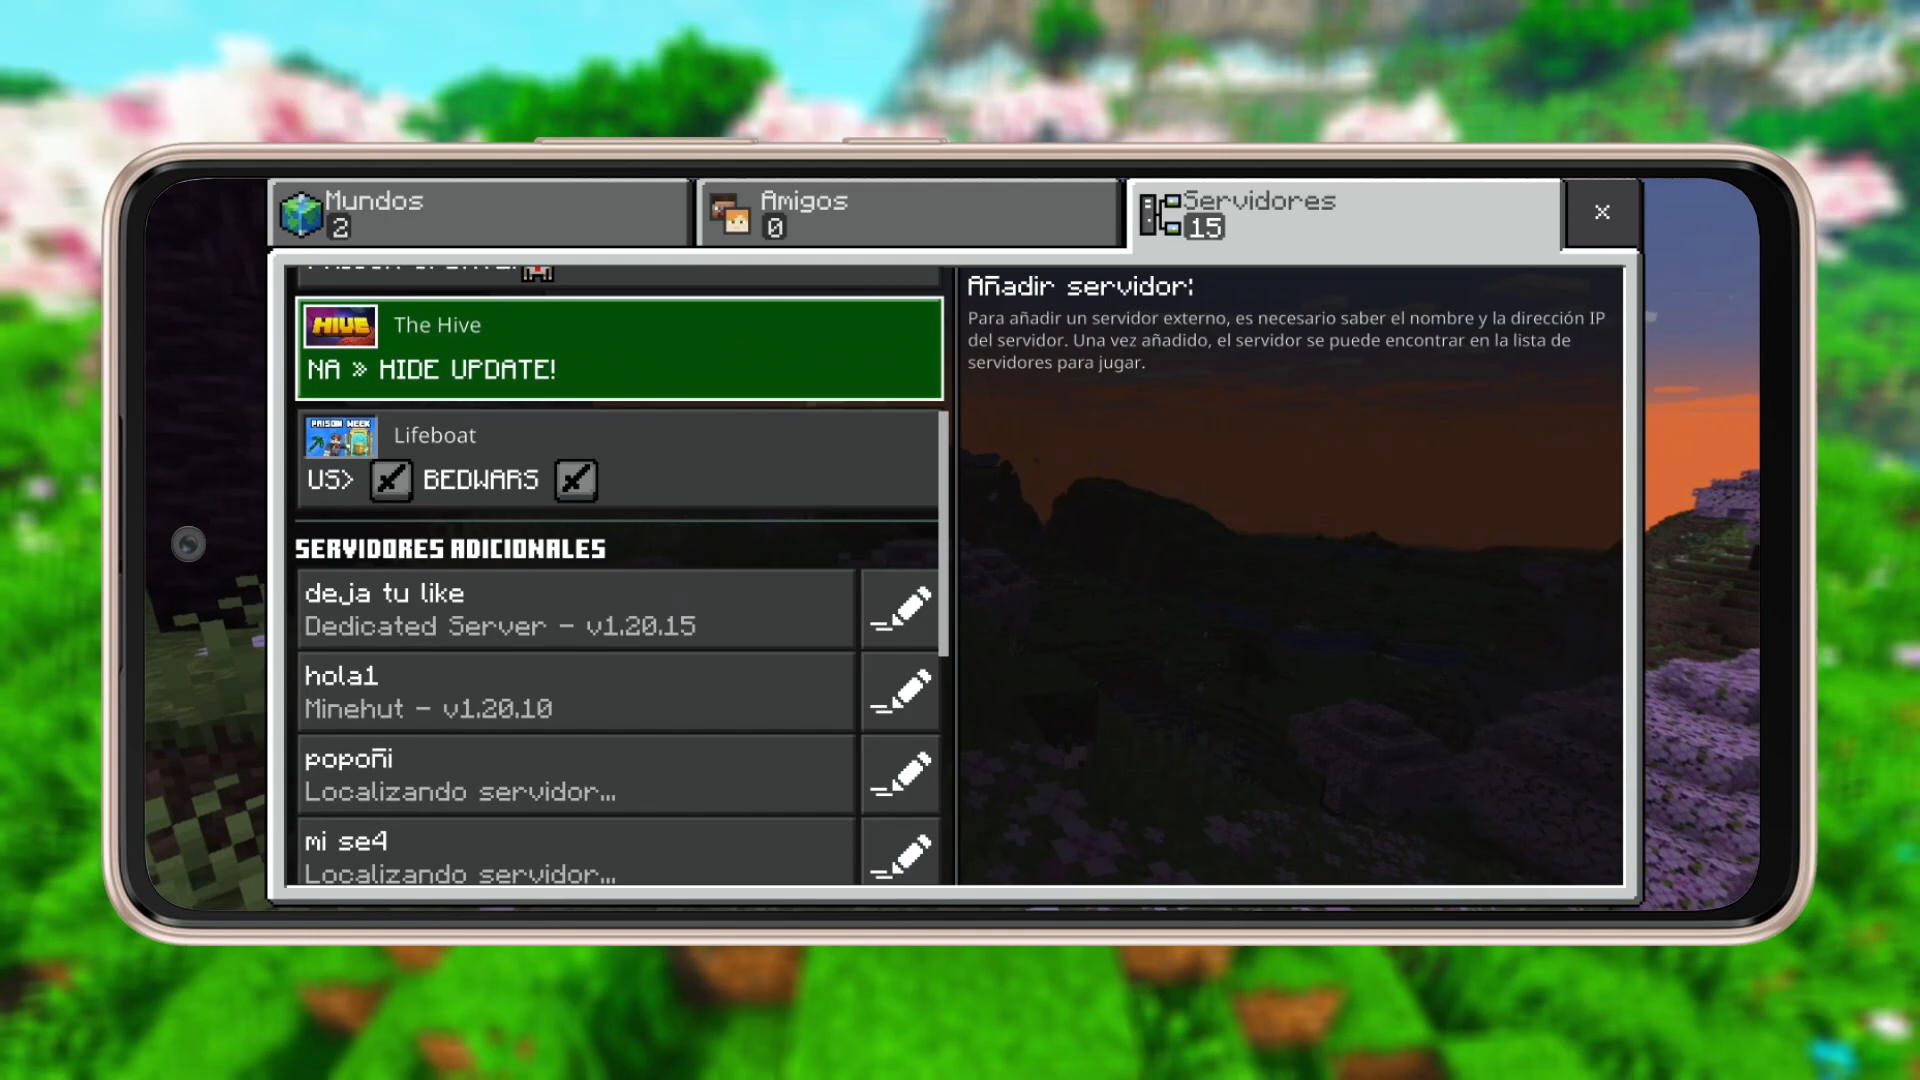 Mundos
2
Amigos
0
Servidores
15
HIVE
The Hive
NA » HIDE UPDATE!
PRISON WEEK
Lifeboat
US> BEDWARS
SERVIDORES ADICIONALES
deja tu like
Dedicated Server - v1.20.15
hola1
Minehut - v1.20.10
popoñi
Localizando servidor...
mi se4
Localizando servidor...
Añadir servidor:
Para añadir un servidor externo, es necesario saber el nombre y la dirección IP
del servidor. Una vez añadido, el servidor se puede encontrar en la lista de
servidores para jugar.